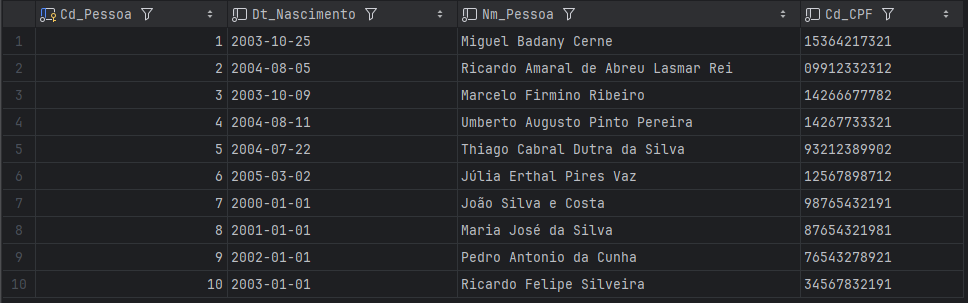 Cd_Pessoa Dt_Nascimento Nm_Pessoa Cd_CPF
1 1 2003-10-25 Miguel Badany Cerne 15364217321
2 2 2004-08-05 Ricardo Amaral de Abreu Lasmar Rei 09912332312
3 3 2003-10-09 Marcelo Firmino Ribeiro 14266677782
4 4 2004-08-11 Umberto Augusto Pinto Pereira 14267733321
5 5 2004-07-22 Thiago Cabral Dutra da Silva 93212389902
6 6 2005-03-02 Júlia Erthal Pires Vaz 12567898712
7 7 2000-01-01 João Silva e Costa 98765432191
8 8 2001-01-01 Maria José da Silva 87654321981
9 9 2002-01-01 Pedro Antonio da Cunha 76543278921
10 10 2003-01-01 Ricardo Felipe Silveira 34567832191